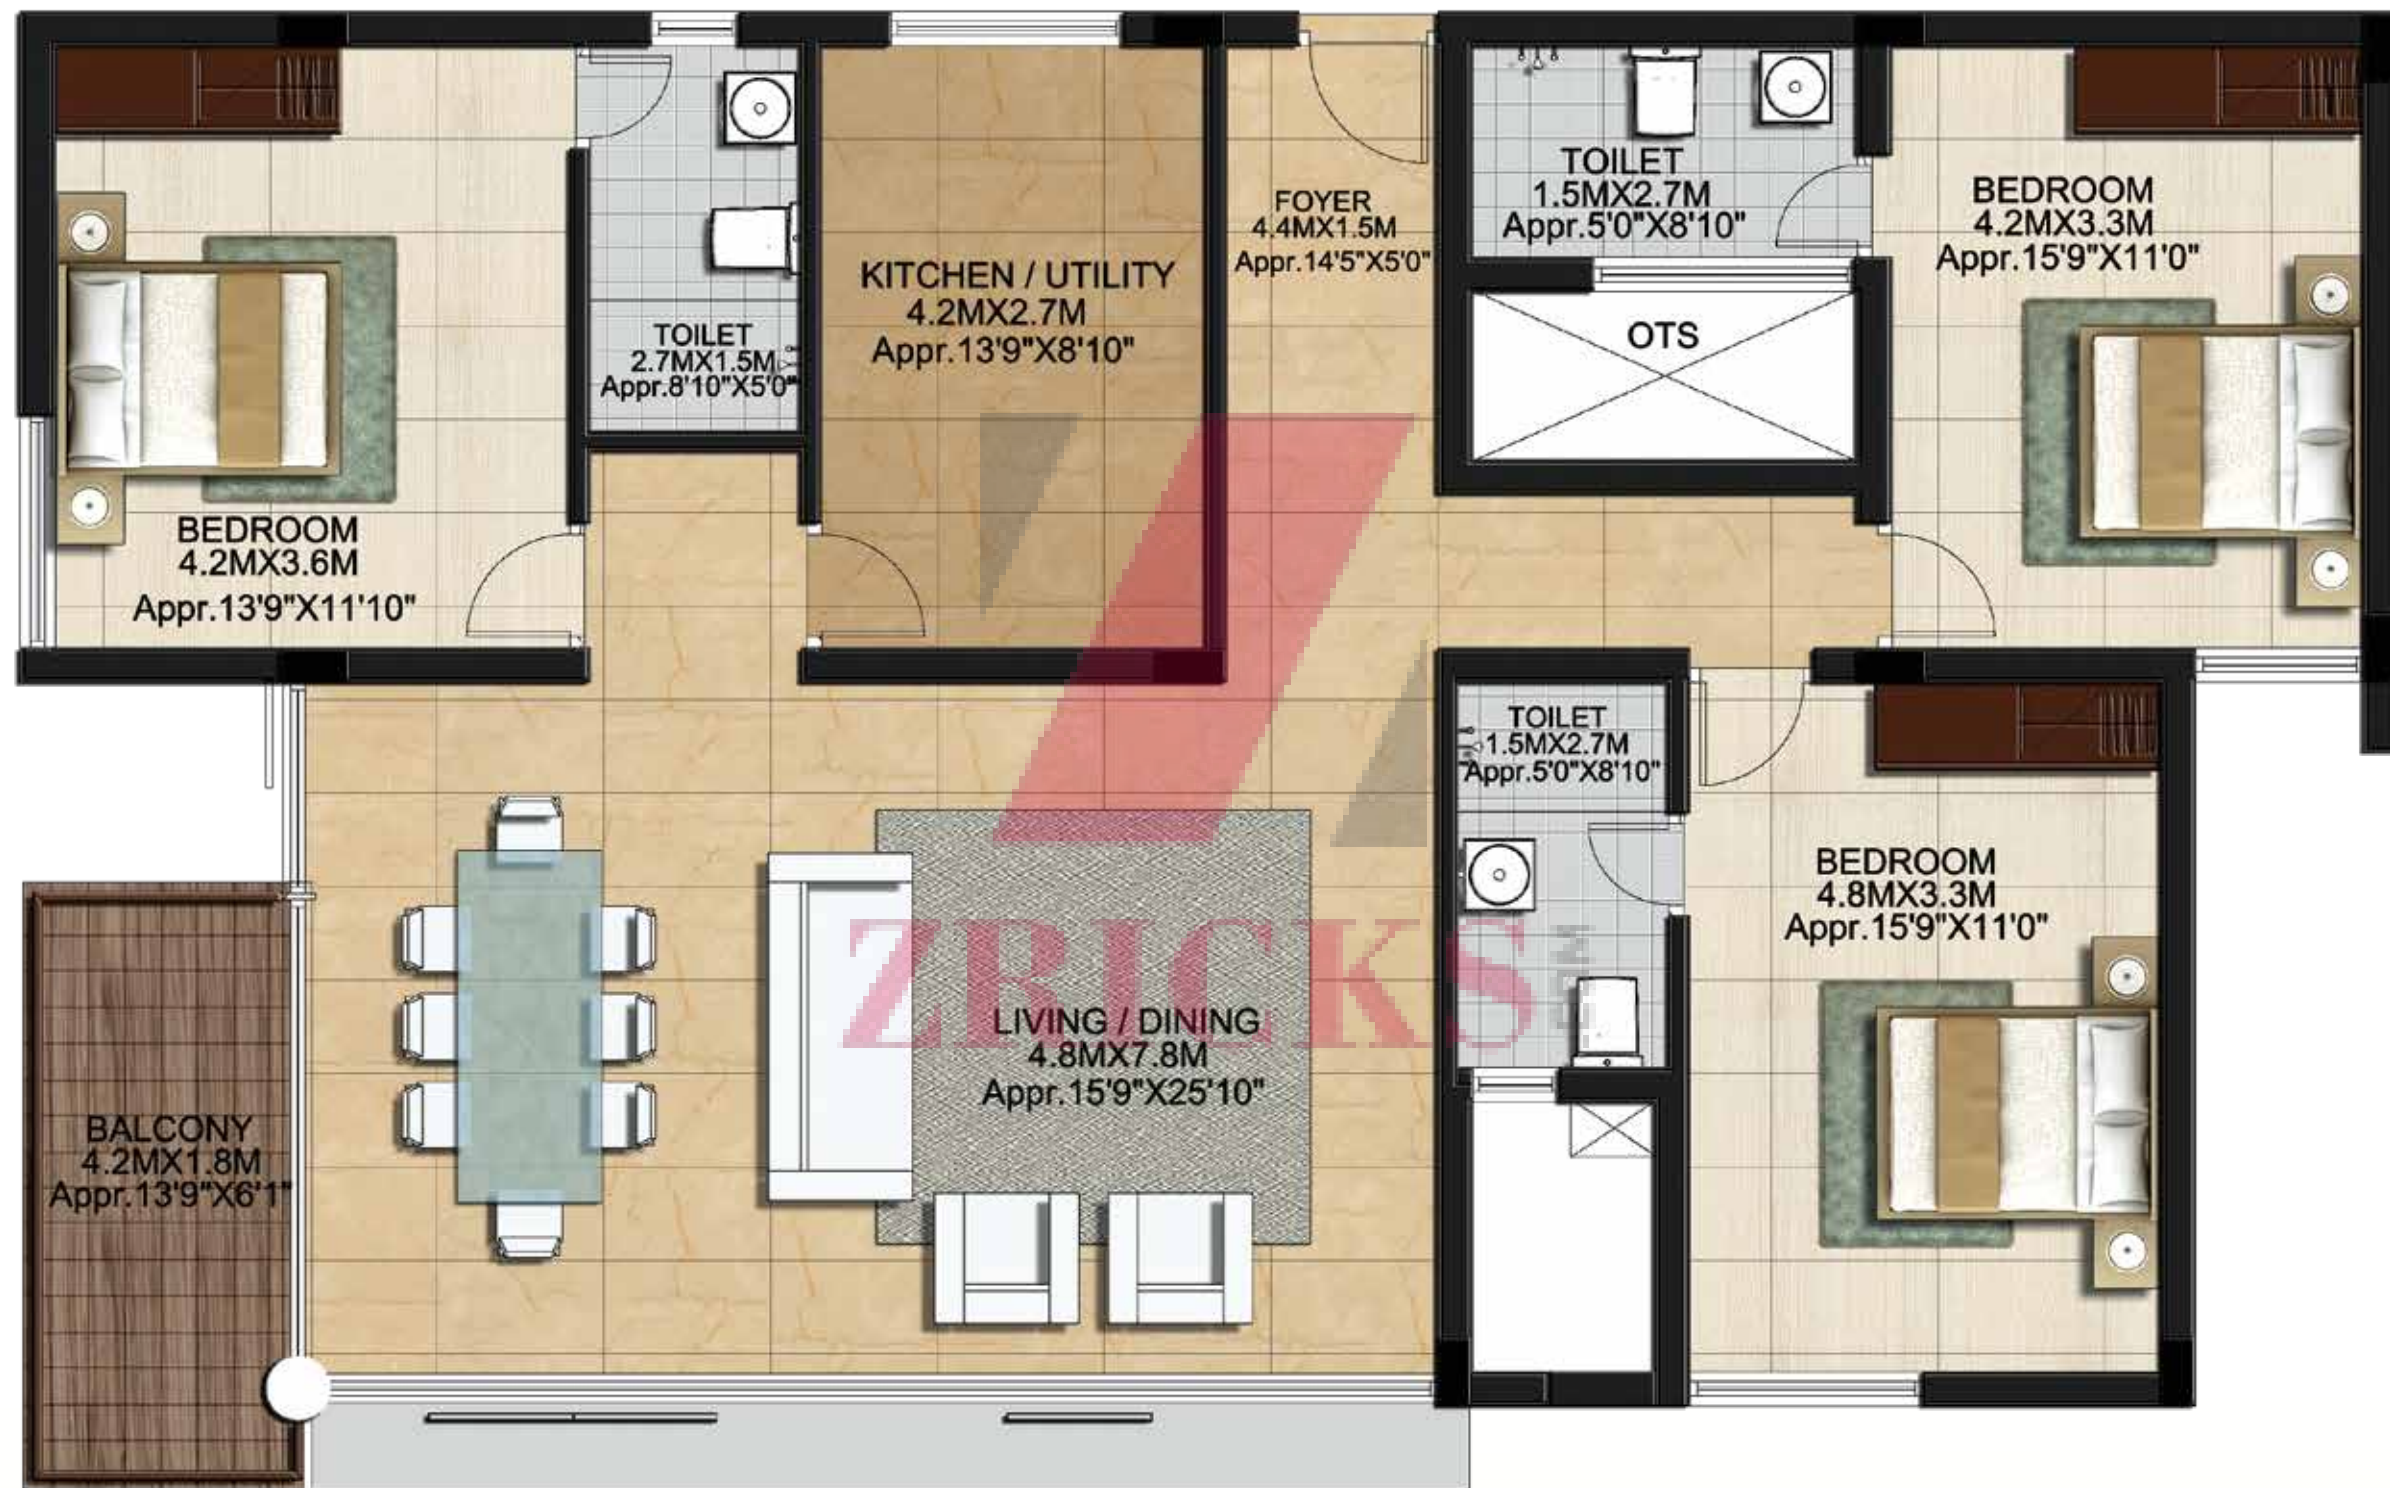 TOILET
1.5MX2.7M
Appr.5'0"X8'10"
BEDROOM
4.2MX3.3M
Appr.15'9"X11'0"
FOYER
4.4MX1.5M
Appr.14'5"X5'0"
KITCHEN / UTILITY
4.2MX2.7M
Appr.13'9"X8'10"
TOILET
2.7MX1.5M
Appr.8'10"X5'0"
OTS
BEDROOM
4.2MX3.6M
Appr.13'9"X11'10"
TOILET
1.5MX2.7M
Appr.5'0"X8'10"
BEDROOM
4.8MX3.3M
Appr.15'9"X11'0"
ZRICKS
.COM
LIVING / DINING
4.8MX7.8M
Appr.15'9"X25'10"
BALCONY
4.2MX1.8M
Appr.13'9"X6'1"